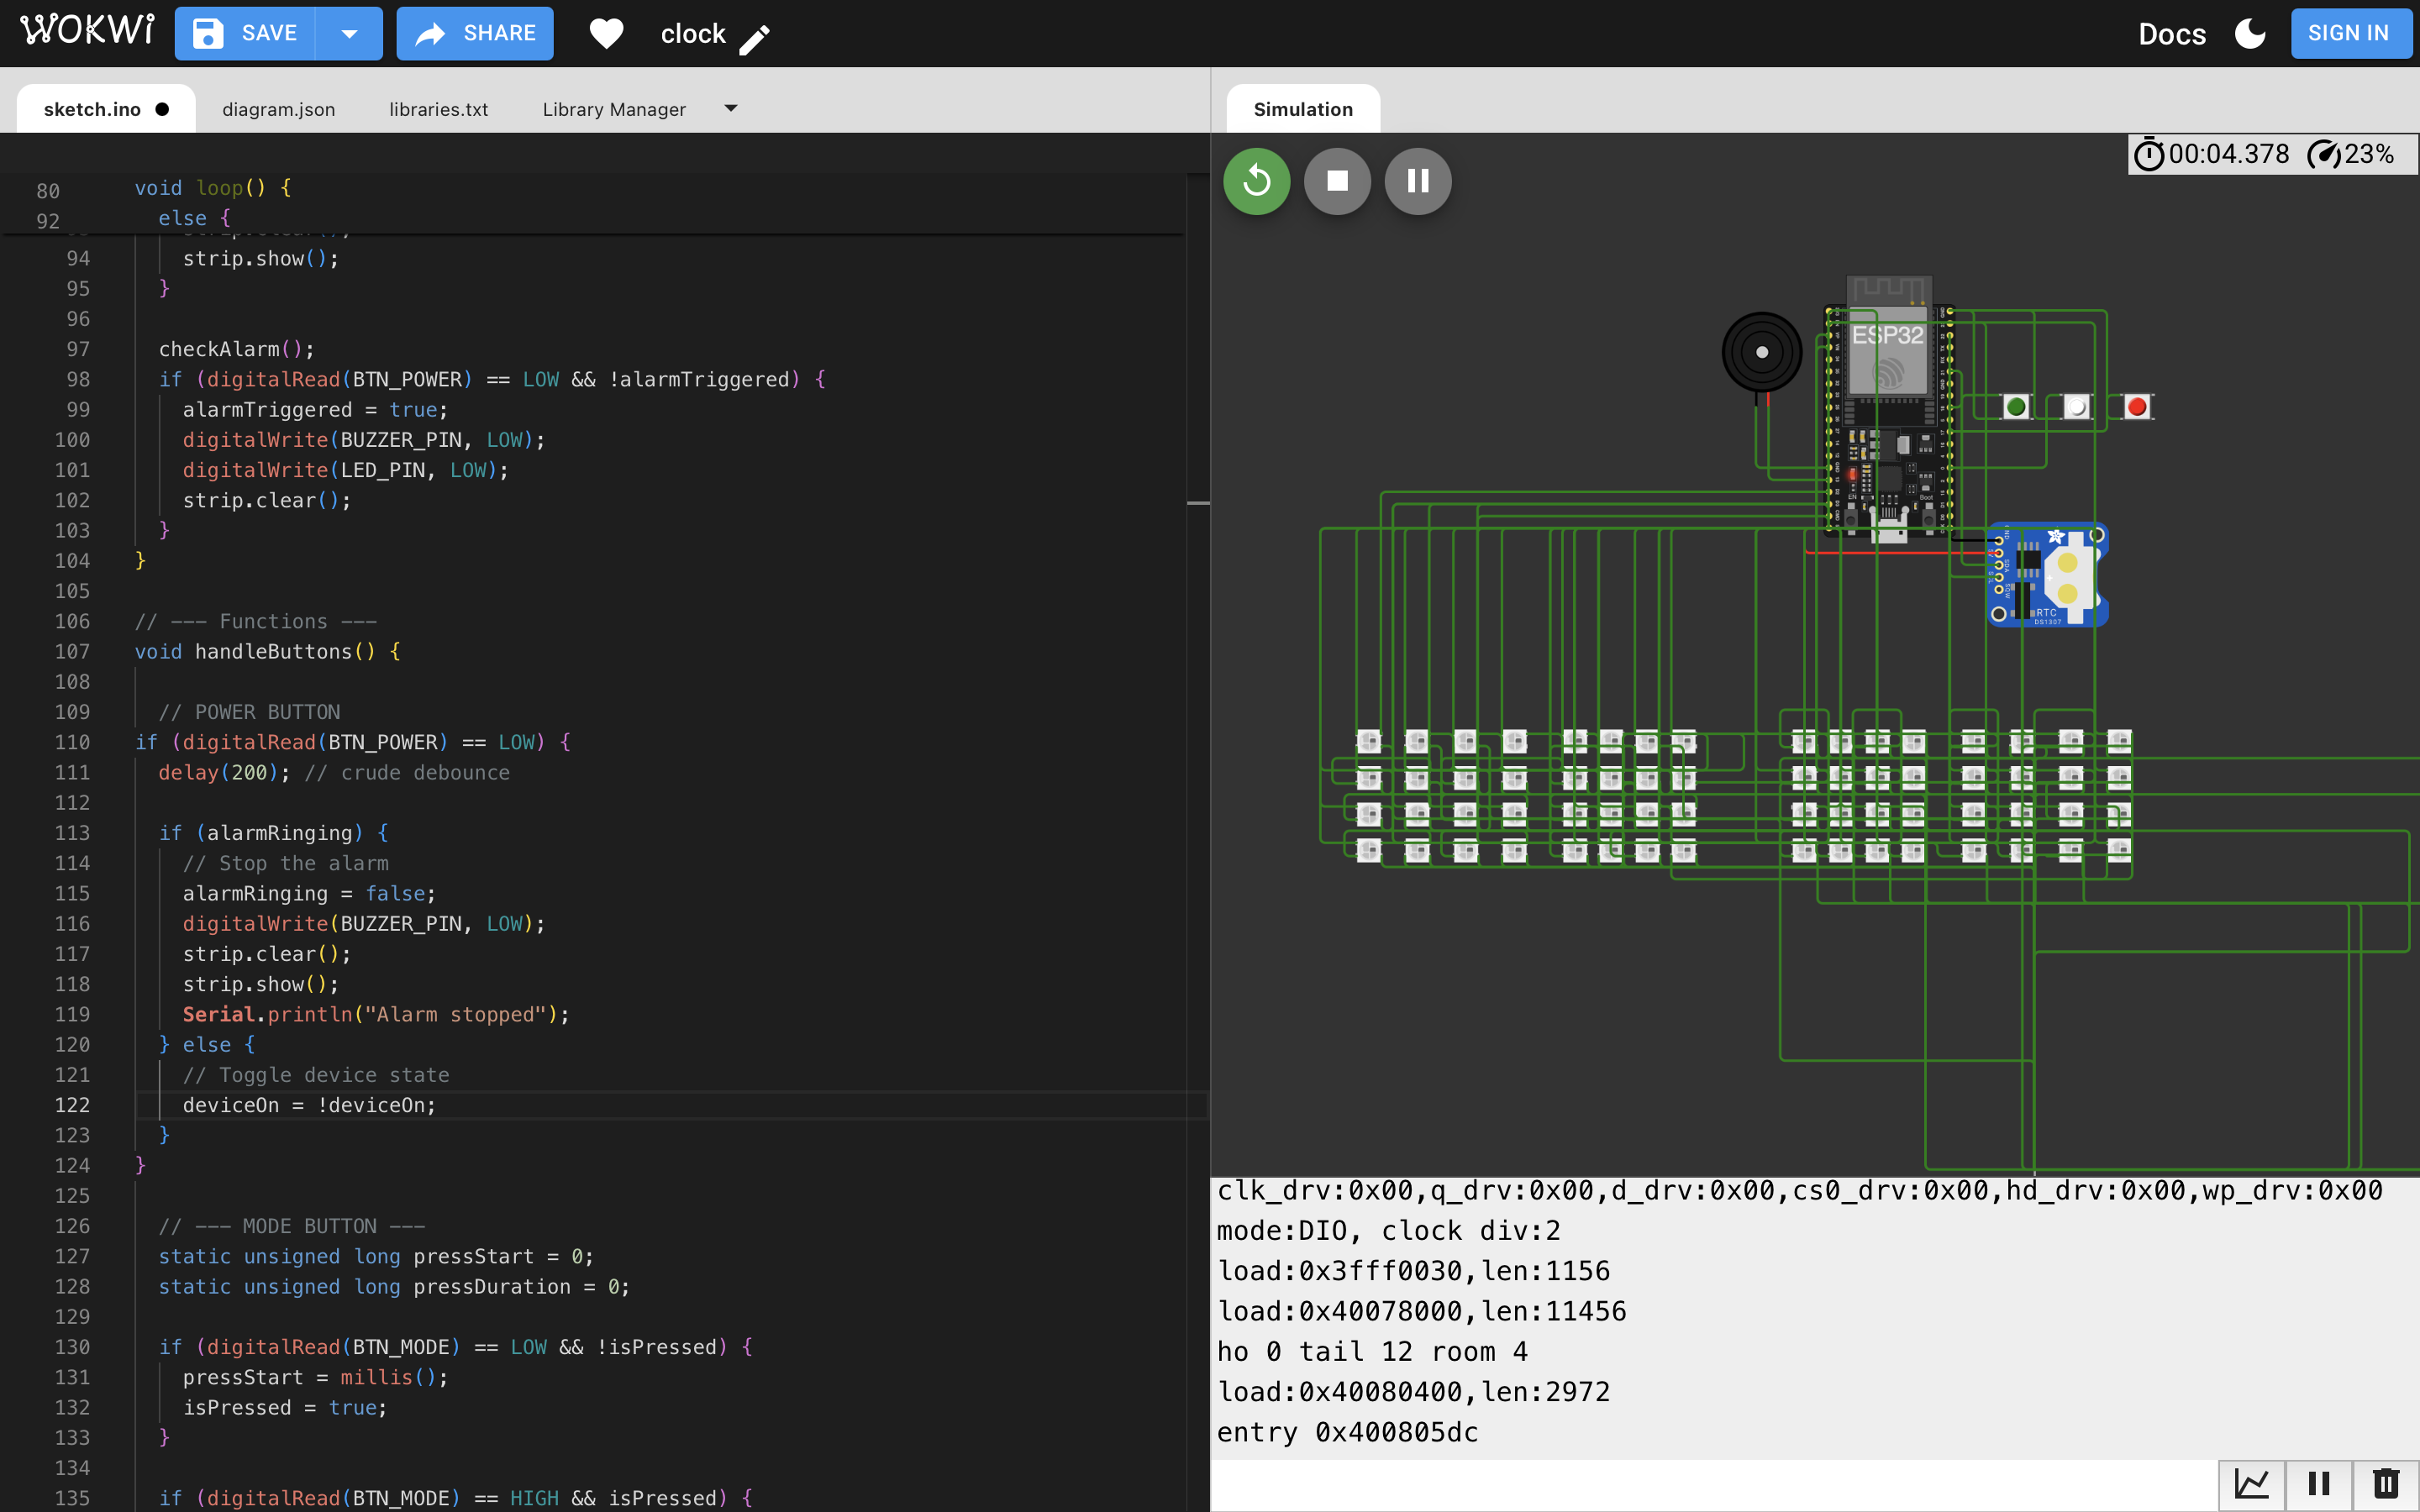 WOKWi
SAVE
SHARE
clock
Docs
SIGN IN
sketch.ino
diagram.json
libraries.txt
Library Manager
80 void loop() {
92 else {
94 strip.show();
95 }
96
97 checkAlarm();
98 if (digitalRead(BTN_POWER) == LOW && !alarmTriggered) {
99 alarmTriggered = true;
100 digitalWrite(BUZZER_PIN, LOW);
101 digitalWrite(LED_PIN, LOW);
102 strip.clear();
103 }
104 }
105
106 // --- Functions ---
107 void handleButtons() {
108
109 // POWER BUTTON
110 if (digitalRead(BTN_POWER) == LOW) {
111 delay(200); // crude debounce
112
113 if (alarmRinging) {
114 // Stop the alarm
115 alarmRinging = false;
116 digitalWrite(BUZZER_PIN, LOW);
117 strip.clear();
118 strip.show();
119 Serial.println("Alarm stopped");
120 } else {
121 // Toggle device state
122 deviceOn = !deviceOn;
123 }
124 }
125
126 // --- MODE BUTTON ---
127 static unsigned long pressStart = 0;
128 static unsigned long pressDuration = 0;
129
130 if (digitalRead(BTN_MODE) == LOW && !isPressed) {
131 pressStart = millis();
132 isPressed = true;
133 }
134
135 if (digitalRead(BTN_MODE) == HIGH && isPressed) {
Simulation
00:04.378
23%
ESP32
EN
Boot
RTC
DS1307
clk_drv:0x00,q_drv:0x00,d_drv:0x00,cs0_drv:0x00,hd_drv:0x00,wp_drv:0x00
mode:DIO, clock div:2
load:0x3fff0030,len:1156
load:0x40078000,len:11456
ho 0 tail 12 room 4
load:0x40080400,len:2972
entry 0x400805dc